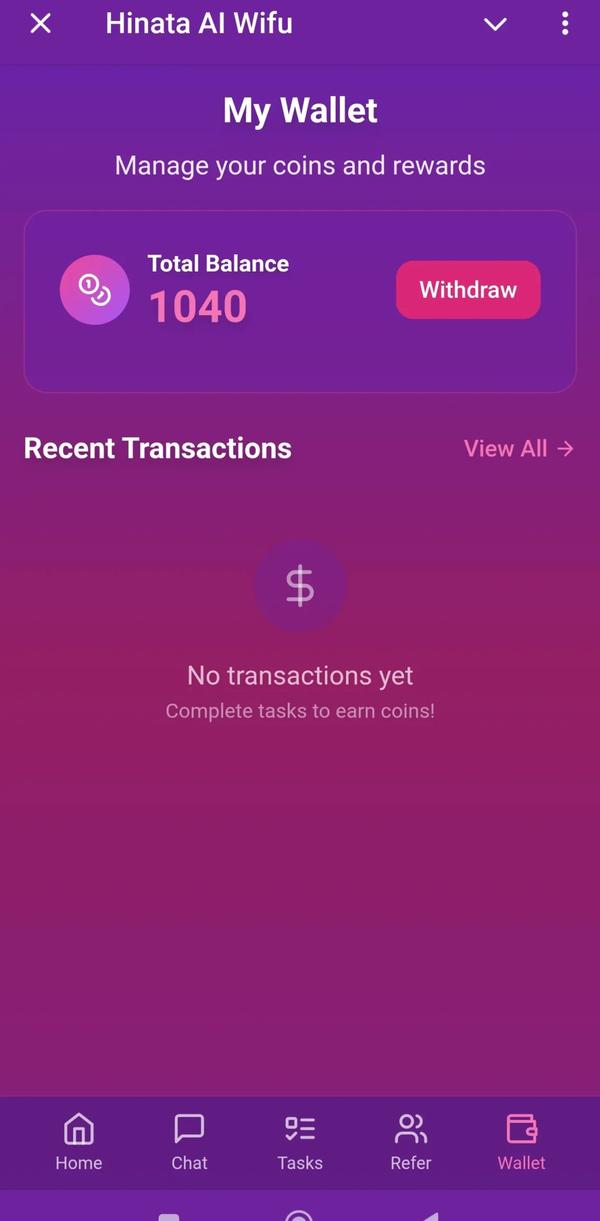 Hinata AI Wifu
My Wallet
Manage your coins and rewards
Total Balance
1040
Withdraw
Recent Transactions
View All →
$
No transactions yet
Complete tasks to earn coins!
Home
Chat
Tasks
Refer
Wallet